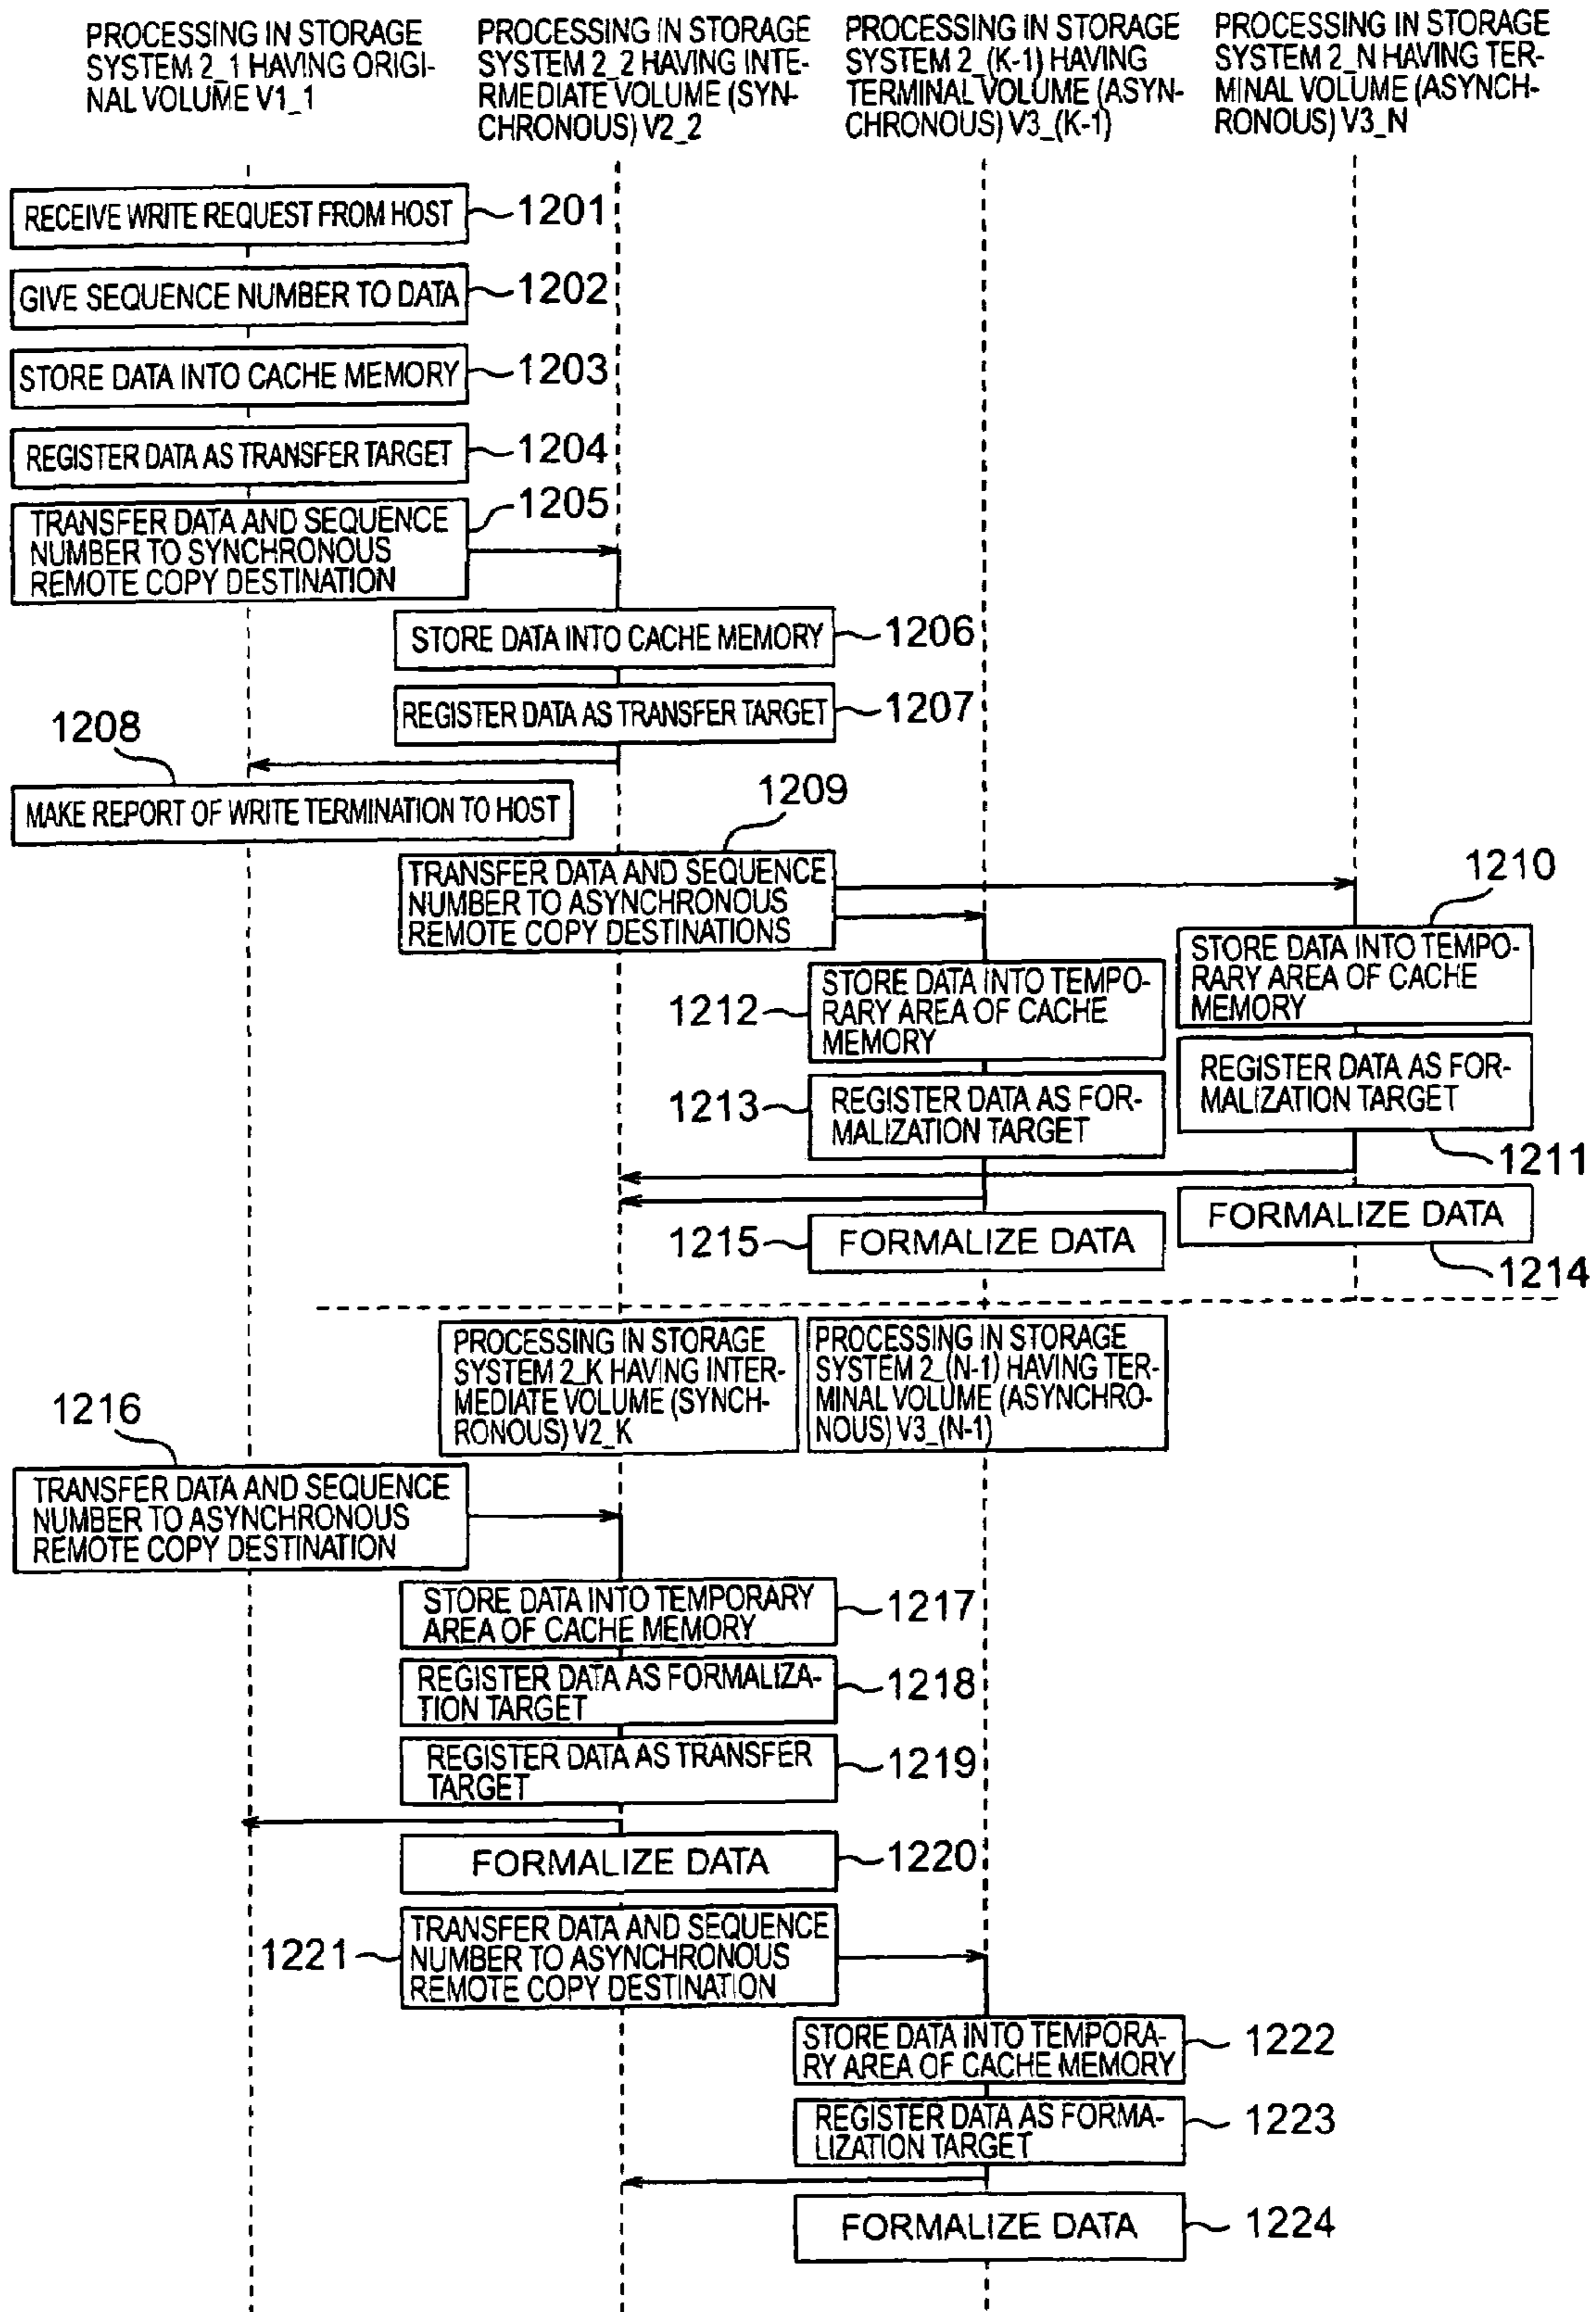 PROCESSING IN STORAGE
SYSTEM 2_1 HAVING ORIGI-
NAL VOLUME V1_1
PROCESSING IN STORAGE
SYSTEM 2_2 HAVING INTE-
RMEDIATE VOLUME (SYN-
CHRONOUS) V2_2
PROCESSING IN STORAGE
SYSTEM 2_(K-1) HAVING
TERMINAL VOLUME (ASYN-
CHRONOUS) V3_(K-1)
PROCESSING IN STORAGE
SYSTEM 2_N HAVING TER-
MINAL VOLUME (ASYNCH-
RONOUS) V3_N
RECEIVE WRITE REQUEST FROM HOST
1201
GIVE SEQUENCE NUMBER TO DATA
1202
STORE DATA INTO CACHE MEMORY
1203
REGISTER DATA AS TRANSFER TARGET
1204
TRANSFER DATA AND SEQUENCE
NUMBER TO SYNCHRONOUS
REMOTE COPY DESTINATION
1205
STORE DATA INTO CACHE MEMORY
1206
REGISTER DATA AS TRANSFER TARGET
1207
1208
MAKE REPORT OF WRITE TERMINATION TO HOST
1209
TRANSFER DATA AND SEQUENCE
NUMBER TO ASYNCHRONOUS
REMOTE COPY DESTINATIONS
1210
STORE DATA INTO TEMPO-
RARY AREA OF CACHE
MEMORY
1212
STORE DATA INTO TEMPO-
RARY AREA OF CACHE
MEMORY
REGISTER DATA AS FOR-
MALIZATION TARGET
1211
1213
REGISTER DATA AS FOR-
MALIZATION TARGET
FORMALIZE DATA
1214
1215
FORMALIZE DATA
PROCESSING IN STORAGE
SYSTEM 2_K HAVING INTER-
MEDIATE VOLUME (SYNCH-
RONOUS) V2_K
PROCESSING IN STORAGE
SYSTEM 2_(N-1) HAVING TER-
MINAL VOLUME (ASYNCHRO-
NOUS) V3_(N-1)
1216
TRANSFER DATA AND SEQUENCE
NUMBER TO ASYNCHRONOUS
REMOTE COPY DESTINATION
STORE DATA INTO TEMPORARY
AREA OF CACHE MEMORY
1217
REGISTER DATA AS FORMALIZA-
TION TARGET
1218
REGISTER DATA AS TRANSFER
TARGET
1219
FORMALIZE DATA
1220
1221
TRANSFER DATA AND SEQUENCE
NUMBER TO ASYNCHRONOUS
REMOTE COPY DESTINATION
STORE DATA INTO TEMPORA-
RY AREA OF CACHE MEMORY
1222
REGISTER DATA AS FORMA-
LIZATION TARGET
1223
FORMALIZE DATA
1224